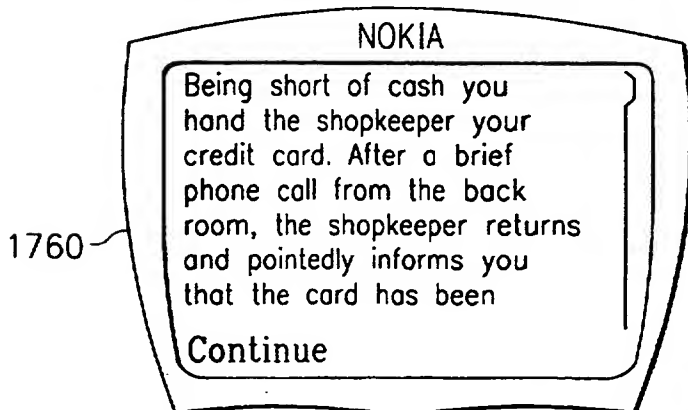 NOKIA
Being short of cash you
hand the shopkeeper your
credit card. After a brief
phone call from the back
room, the shopkeeper returns
and pointedly informs you
that the card has been
Continue
1760